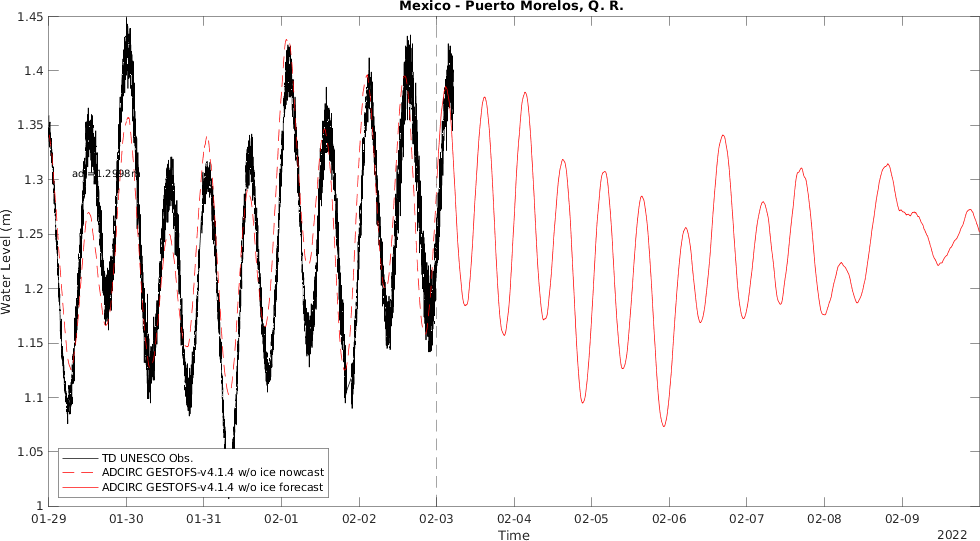 Mexico - Puerto Morelos, Q. R.
1.45
1.4
1.35
1.3
1.25
1.2
1.15
1.1
1.05
1
Water Level (m)
adj=1.2998m
TD UNESCO Obs.
ADCIRC GESTOFS-v4.1.4 w/o ice nowcast
ADCIRC GESTOFS-v4.1.4 w/o ice forecast
01-29 01-30 01-31 02-01 02-02 02-03 02-04 02-05 02-06 02-07 02-08 02-09
Time
2022